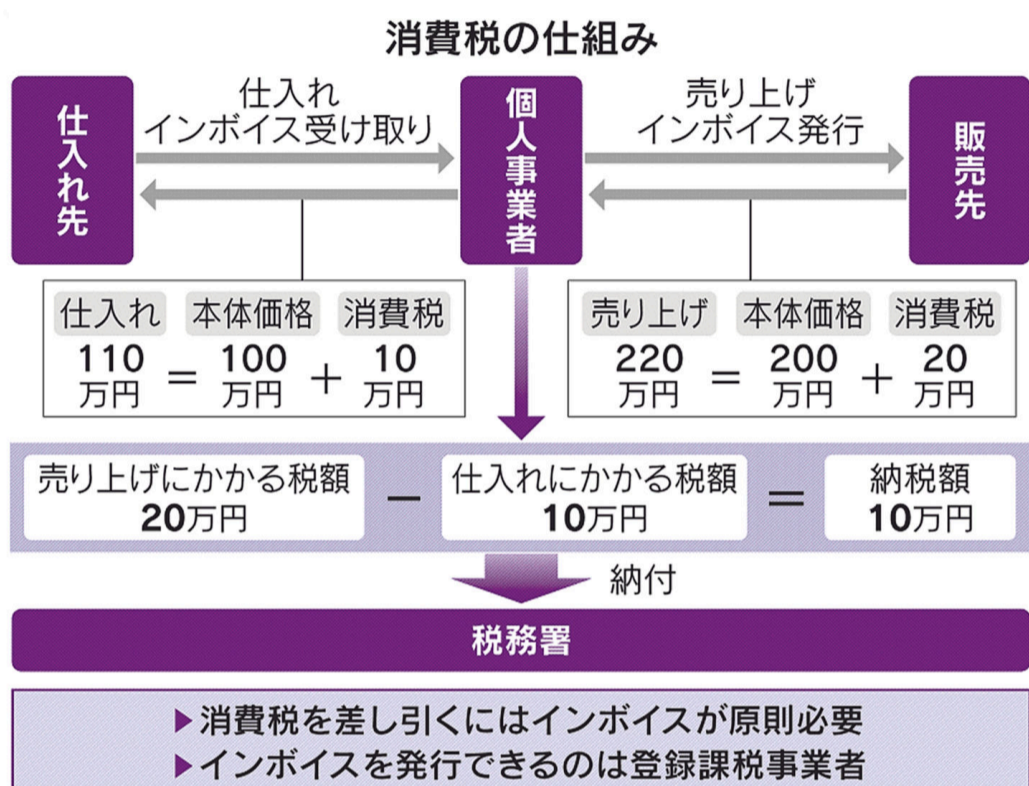 消費税の仕組み
仕入れ先
仕入れ
インボイス受け取り
個人事業者
売り上げ
インボイス発行
販売先
仕入れ 本体価格 消費税
110 = 100 + 10
万円 万円 万円
売り上げ 本体価格 消費税
220 = 200 + 20
万円 万円 万円
売り上げにかかる税額 − 仕入れにかかる税額 = 納税額
20万円 10万円 10万円
納付
税務署
▶消費税を差し引くにはインボイスが原則必要
▶インボイスを発行できるのは登録課税事業者